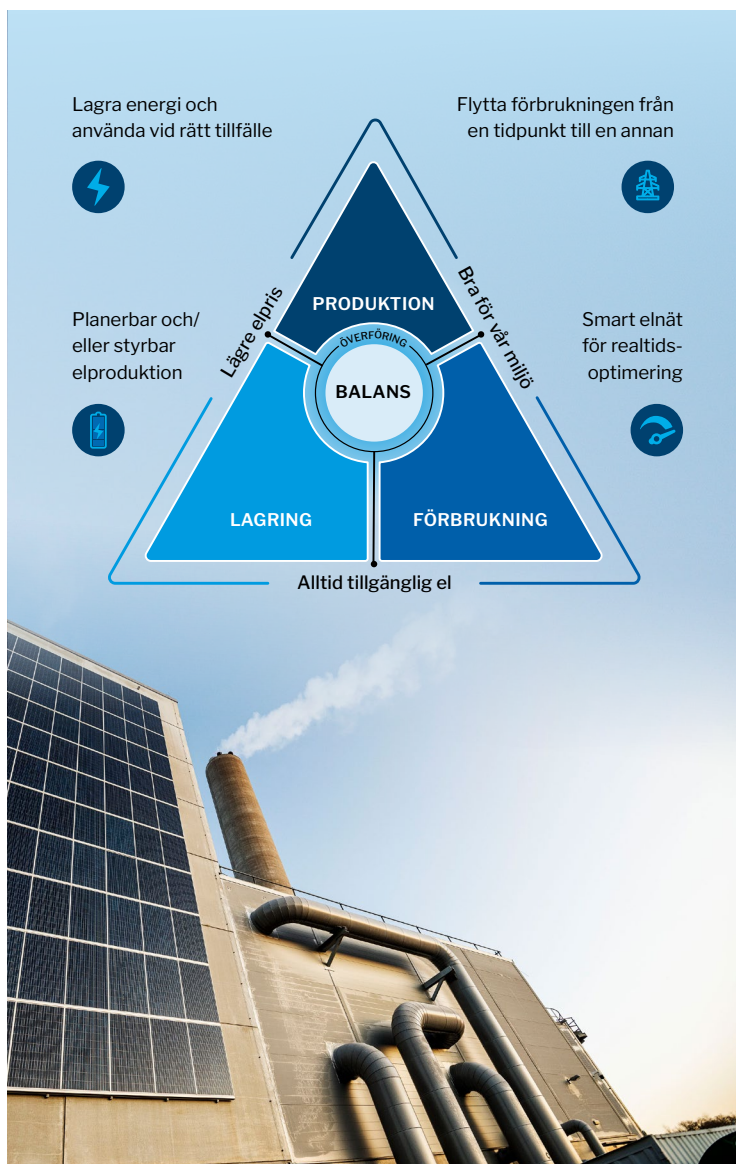 Lagra energi och
använda vid rätt tillfälle
Flytta förbrukningen från
en tidpunkt till en annan
Planerbar och/
eller styrbar
elproduktion
Smart elnät
för realtids-
optimering
Lägre elpris
PRODUKTION
Bra för vår miljö
ÖVERFÖRING
BALANS
LAGRING
FÖRBRUKNING
Alltid tillgänglig el